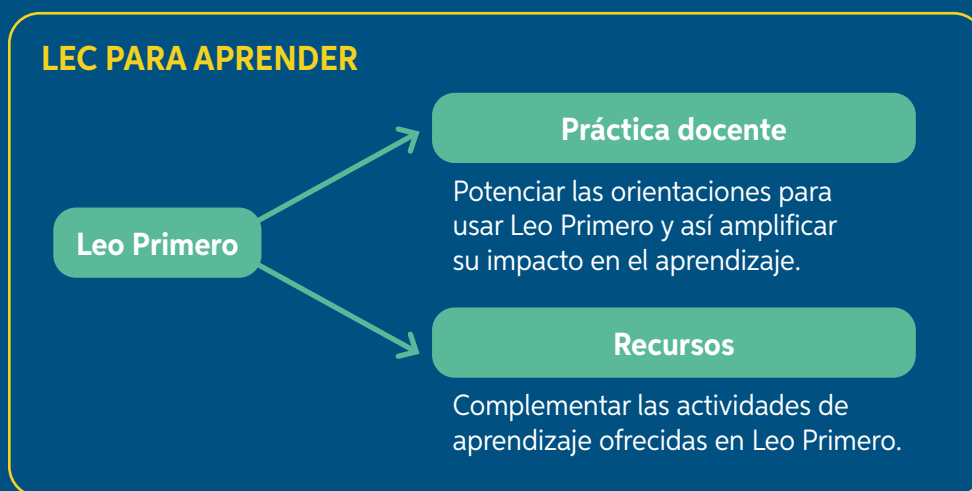 LEC PARA APRENDER
Práctica docente
Potenciar las orientaciones para
usar Leo Primero y así amplificar
su impacto en el aprendizaje.
Leo Primero
Recursos
Complementar las actividades de
aprendizaje ofrecidas en Leo Primero.